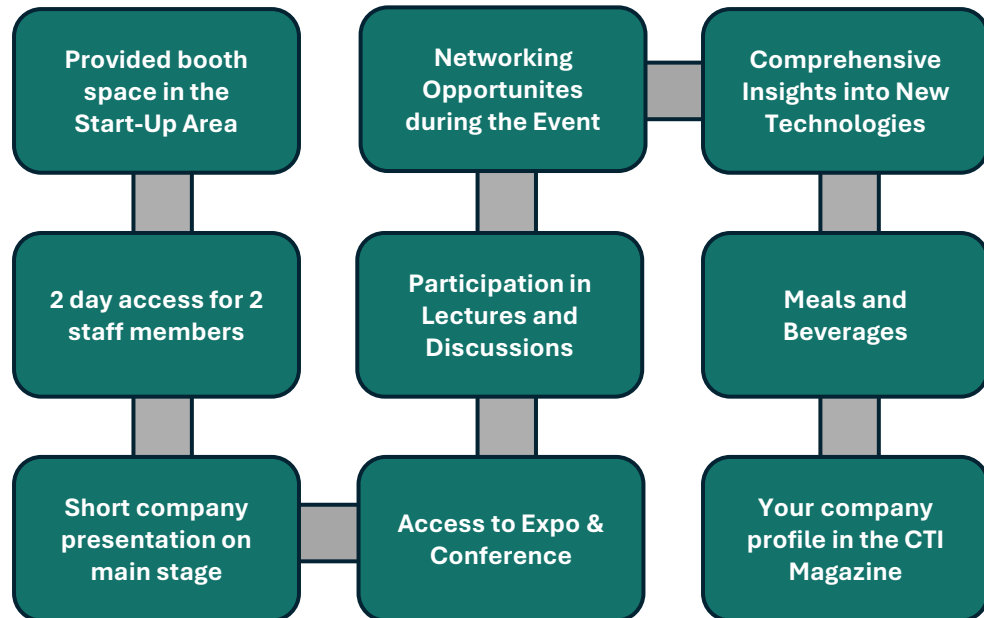 Provided booth
space in the
Start-Up Area
2 day access for 2
staff members
Short company
presentation on
main stage
Access to Expo &
Conference
Participation in
Lectures and
Discussions
Networking
Opportunites
during the Event
Comprehensive
Insights into New
Technologies
Meals and
Beverages
Your company
profile in the CTI
Magazine